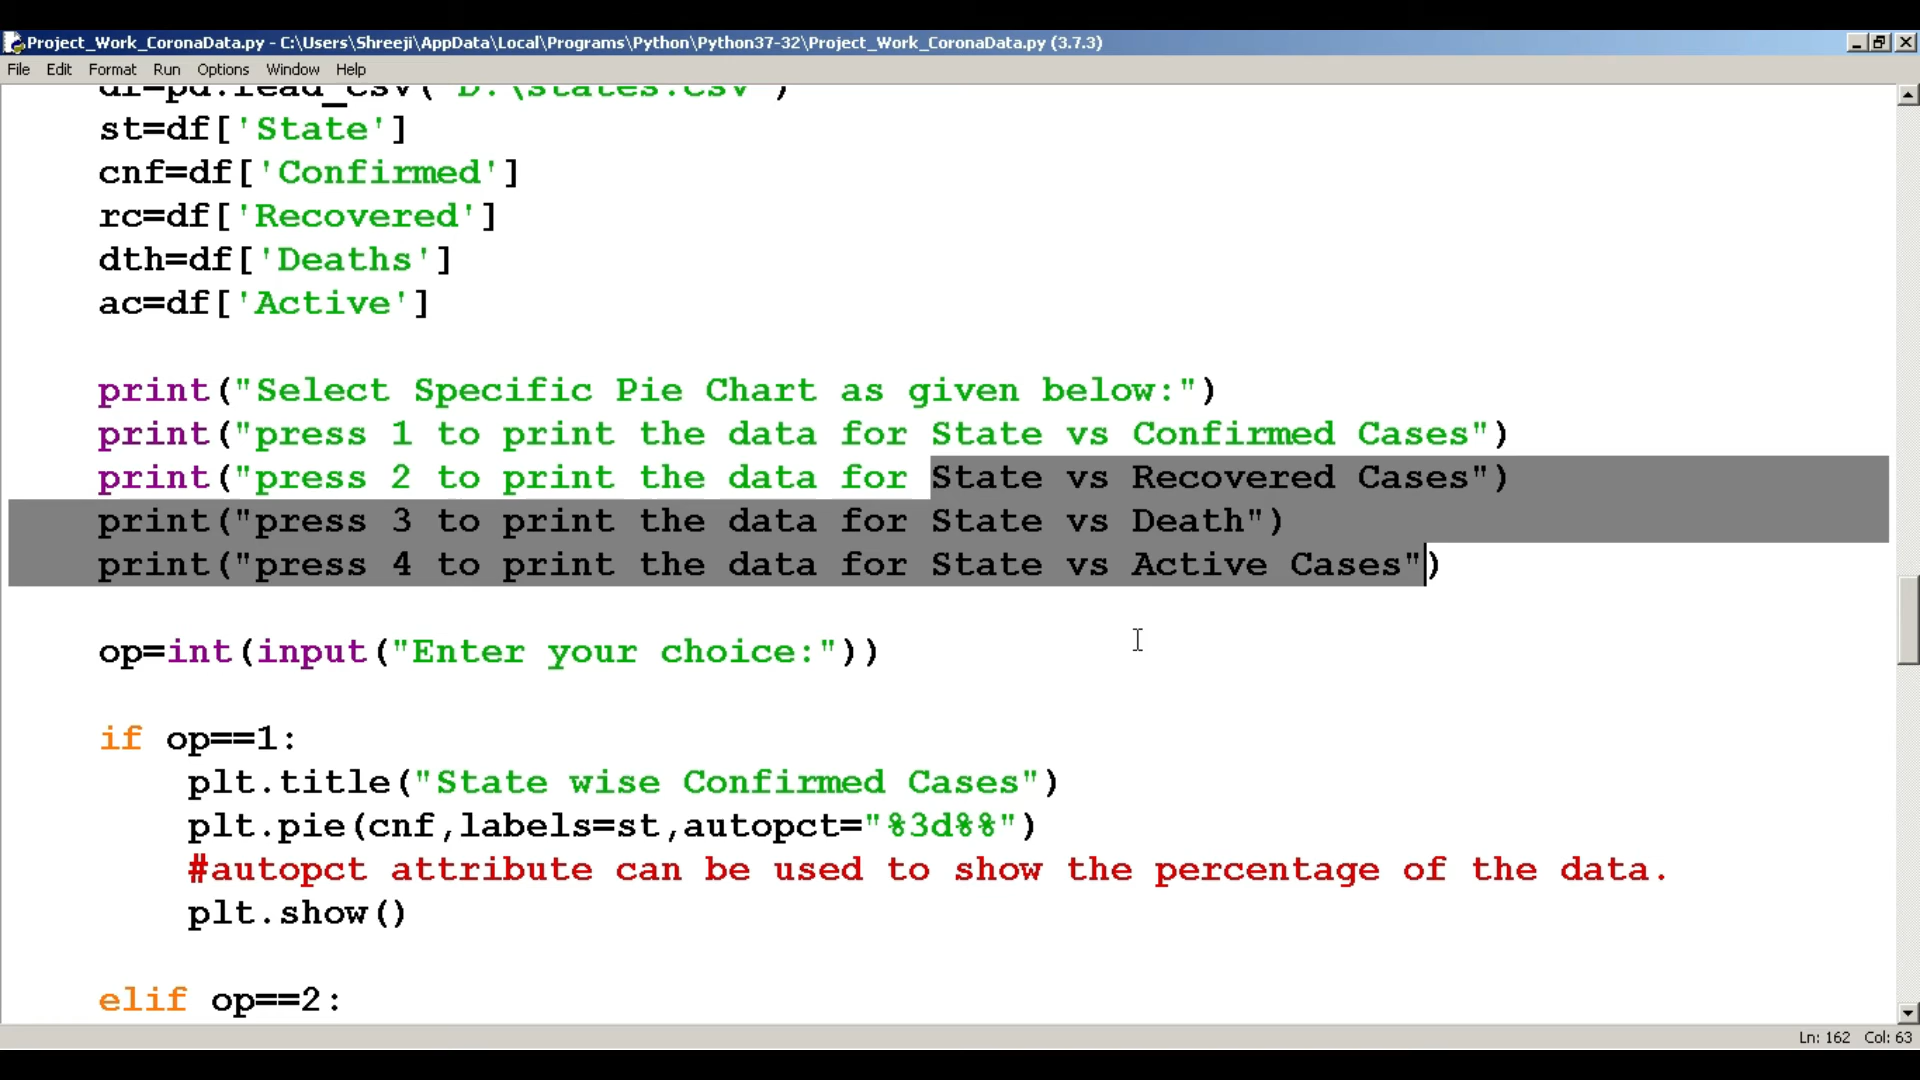 Project_Work_CoronaData.py - C:\Users\Shreeji\AppData\Local\Programs\Python\Python37-32\Project_Work_CoronaData.py (3.7.3)
File Edit Format Run Options Window Help
df=pd.read_csv("D:\states.csv")
st=df['State']
cnf=df['Confirmed']
rc=df['Recovered']
dth=df['Deaths']
ac=df['Active']
print("Select Specific Pie Chart as given below:")
print("press 1 to print the data for State vs Confirmed Cases")
print("press 2 to print the data for State vs Recovered Cases")
print("press 3 to print the data for State vs Death")
print("press 4 to print the data for State vs Active Cases")
op=int(input("Enter your choice:"))
if op==1:
plt.title("State wise Confirmed Cases")
plt.pie(cnf,labels=st,autopct="%3d%%")
#autopct attribute can be used to show the percentage of the data.
plt.show()
elif op==2:
Ln: 162 Col: 63